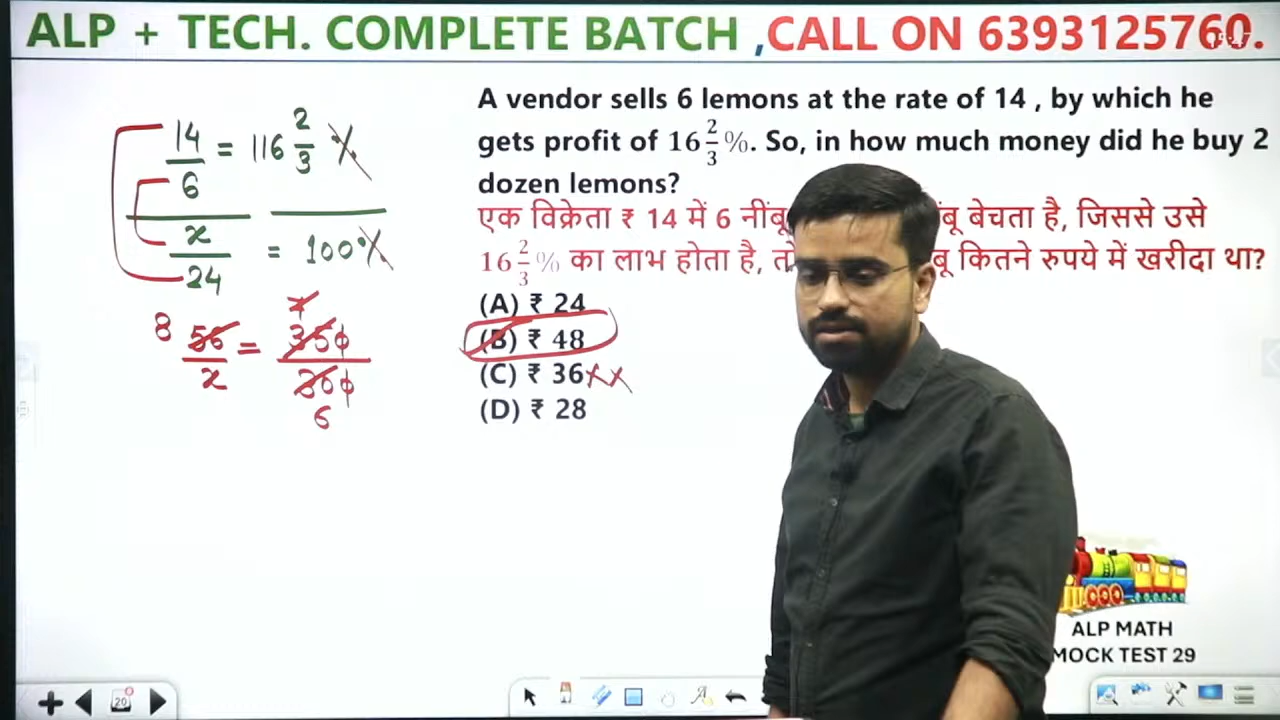 ALP + TECH. COMPLETE BATCH ,CALL ON 6393125760.
A vendor sells 6 lemons at the rate of 14 , by which he
gets profit of 16 2/3 %. So, in how much money did he buy 2
dozen lemons?
एक विक्रेता ₹ 14 में 6 नींबू बेचता है, जिससे उसे
16 2/3 % का लाभ होता है, कितने रुपये में खरीदा था?
(A) ₹ 24
(B) ₹ 48
(C) ₹ 36
(D) ₹ 28
14/6 = 116 2/3 %
x/24 = 100%
8 56/x = 350/300
6
ALP MATH
MOCK TEST 29
20